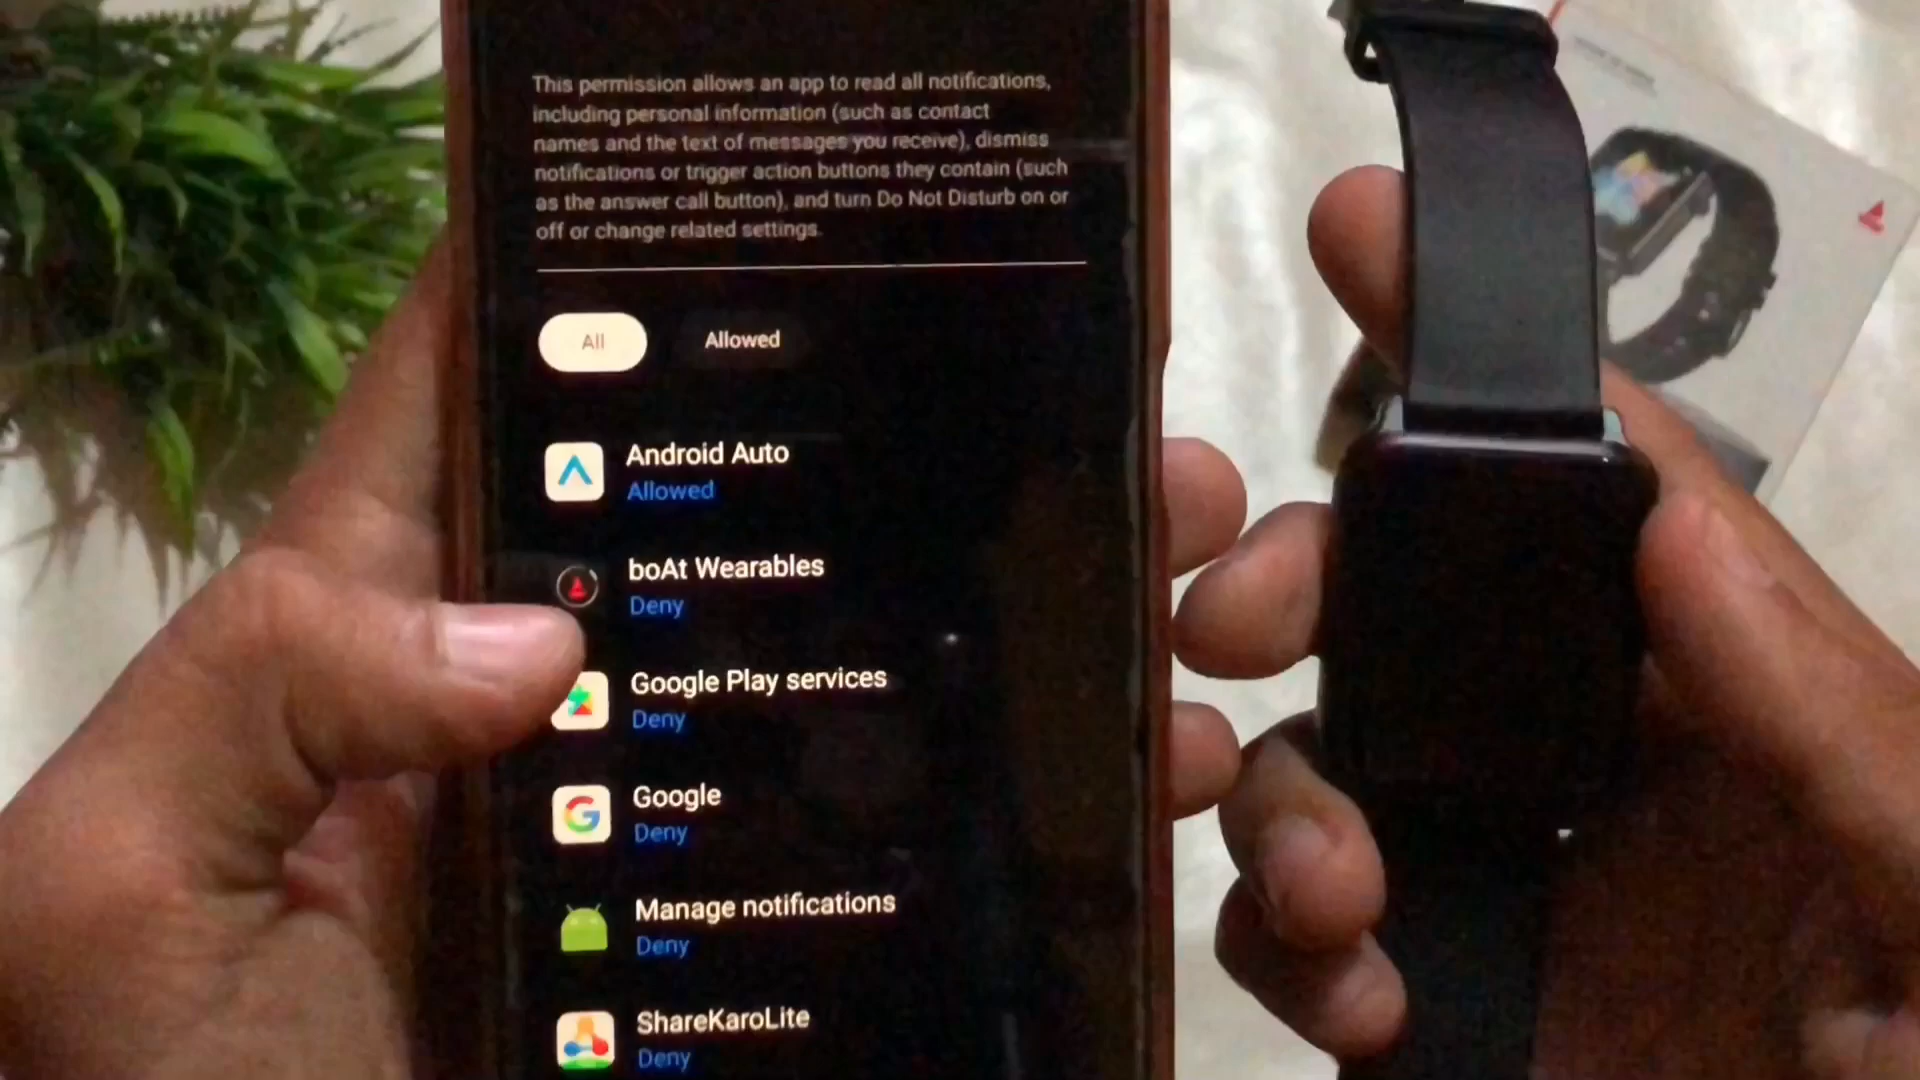 This permission allows an app to read all notifications,
including personal information (such as contact
names and the text of messages you receive), dismiss
notifications or trigger action buttons they contain (such
as the answer call button), and turn Do Not Disturb on or
off or change related settings.
All
Allowed
Android Auto
Allowed
boAt Wearables
Deny
Google Play services
Deny
Google
Deny
Manage notifications
Deny
ShareKaroLite
Deny